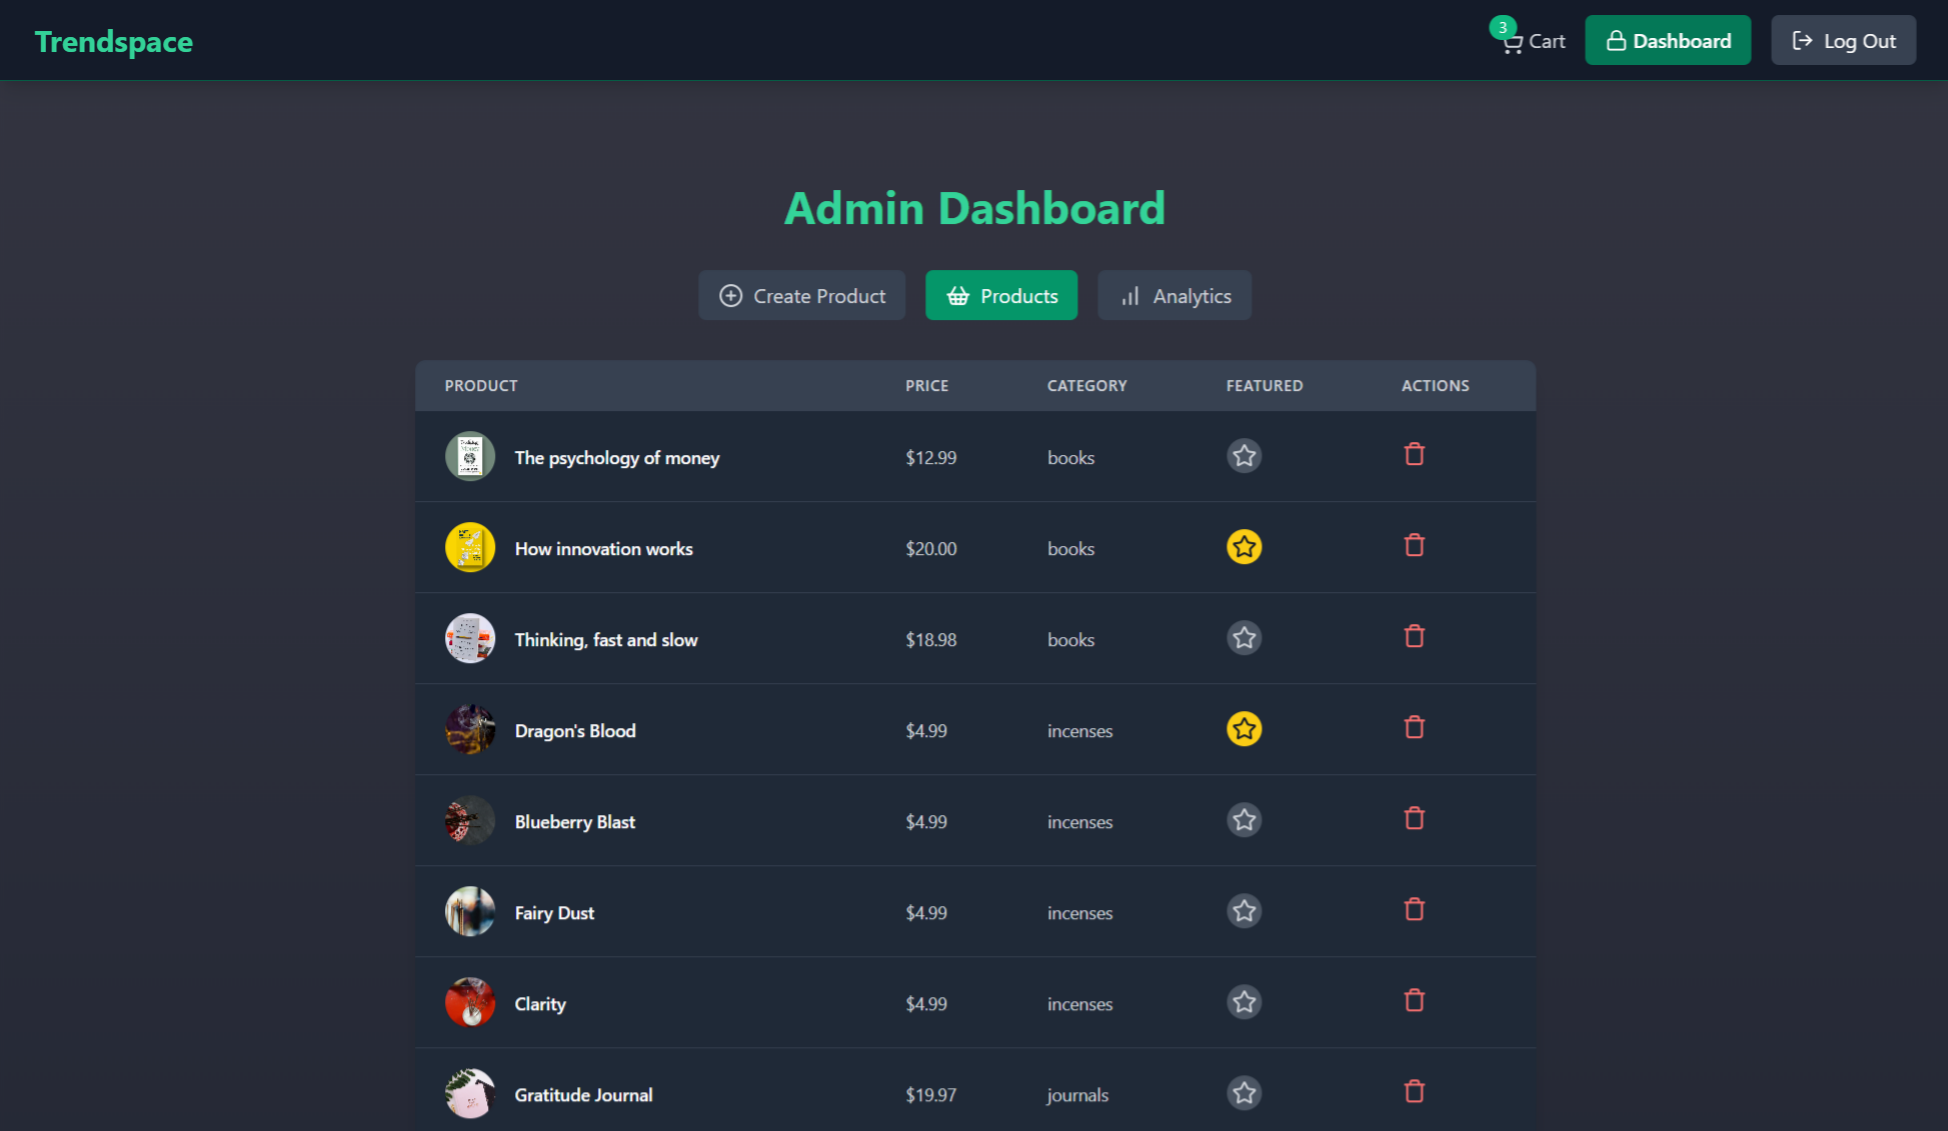 Trendspace
3
Cart
Dashboard
Log Out
Admin Dashboard
Create Product
Products
Analytics
PRODUCT PRICE CATEGORY FEATURED ACTIONS
The psychology of money $12.99 books
How innovation works $20.00 books
Thinking, fast and slow $18.98 books
Dragon's Blood $4.99 incenses
Blueberry Blast $4.99 incenses
Fairy Dust $4.99 incenses
Clarity $4.99 incenses
Gratitude Journal $19.97 journals